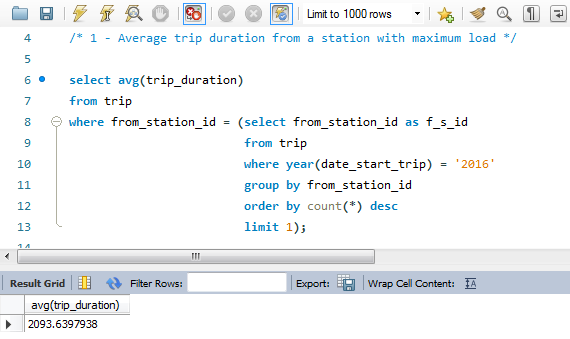 Limit to 1000 rows
4 /* 1 - Average trip duration from a station with maximum load */
5
6 select avg(trip_duration)
7 from trip
8 where from_station_id = (select from_station_id as f_s_id
9 from trip
10 where year(date_start_trip) = '2016'
11 group by from_station_id
12 order by count(*) desc
13 limit 1);
14
Result Grid Filter Rows: Export: Wrap Cell Content:
avg(trip_duration)
2093.6397938